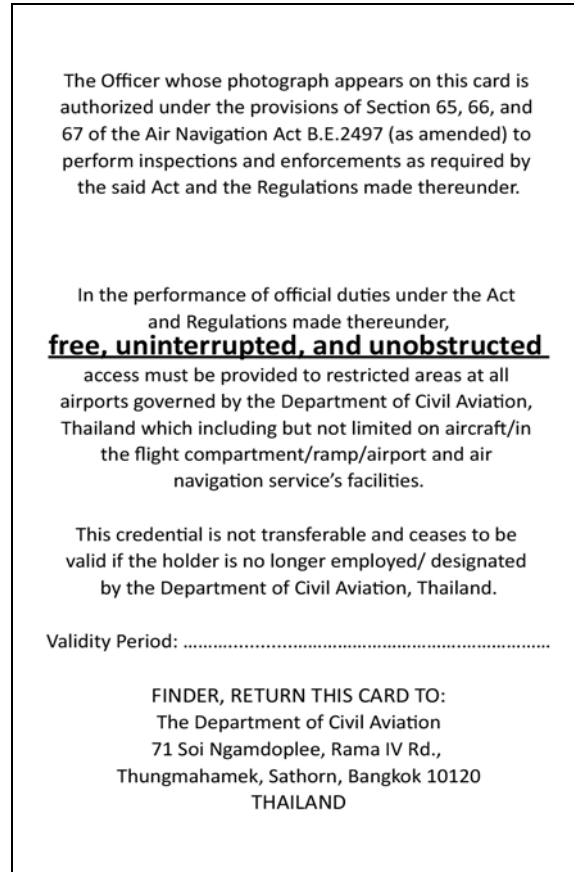 The Officer whose photograph appears on this card is
authorized under the provisions of Section 65, 66, and
67 of the Air Navigation Act B.E.2497 (as amended) to
perform inspections and enforcements as required by
the said Act and the Regulations made thereunder.
In the performance of official duties under the Act
and Regulations made thereunder,
free, uninterrupted, and unobstructed
access must be provided to restricted areas at all
airports governed by the Department of Civil Aviation,
Thailand which including but not limited on aircraft/in
the flight compartment/ramp/airport and air
navigation service’s facilities.
This credential is not transferable and ceases to be
valid if the holder is no longer employed/ designated
by the Department of Civil Aviation, Thailand.
Validity Period: ……….............……………………………………..………………
FINDER, RETURN THIS CARD TO:
The Department of Civil Aviation
71 Soi Ngamdoplee, Rama IV Rd.,
Thungmahamek, Sathorn, Bangkok 10120
THAILAND